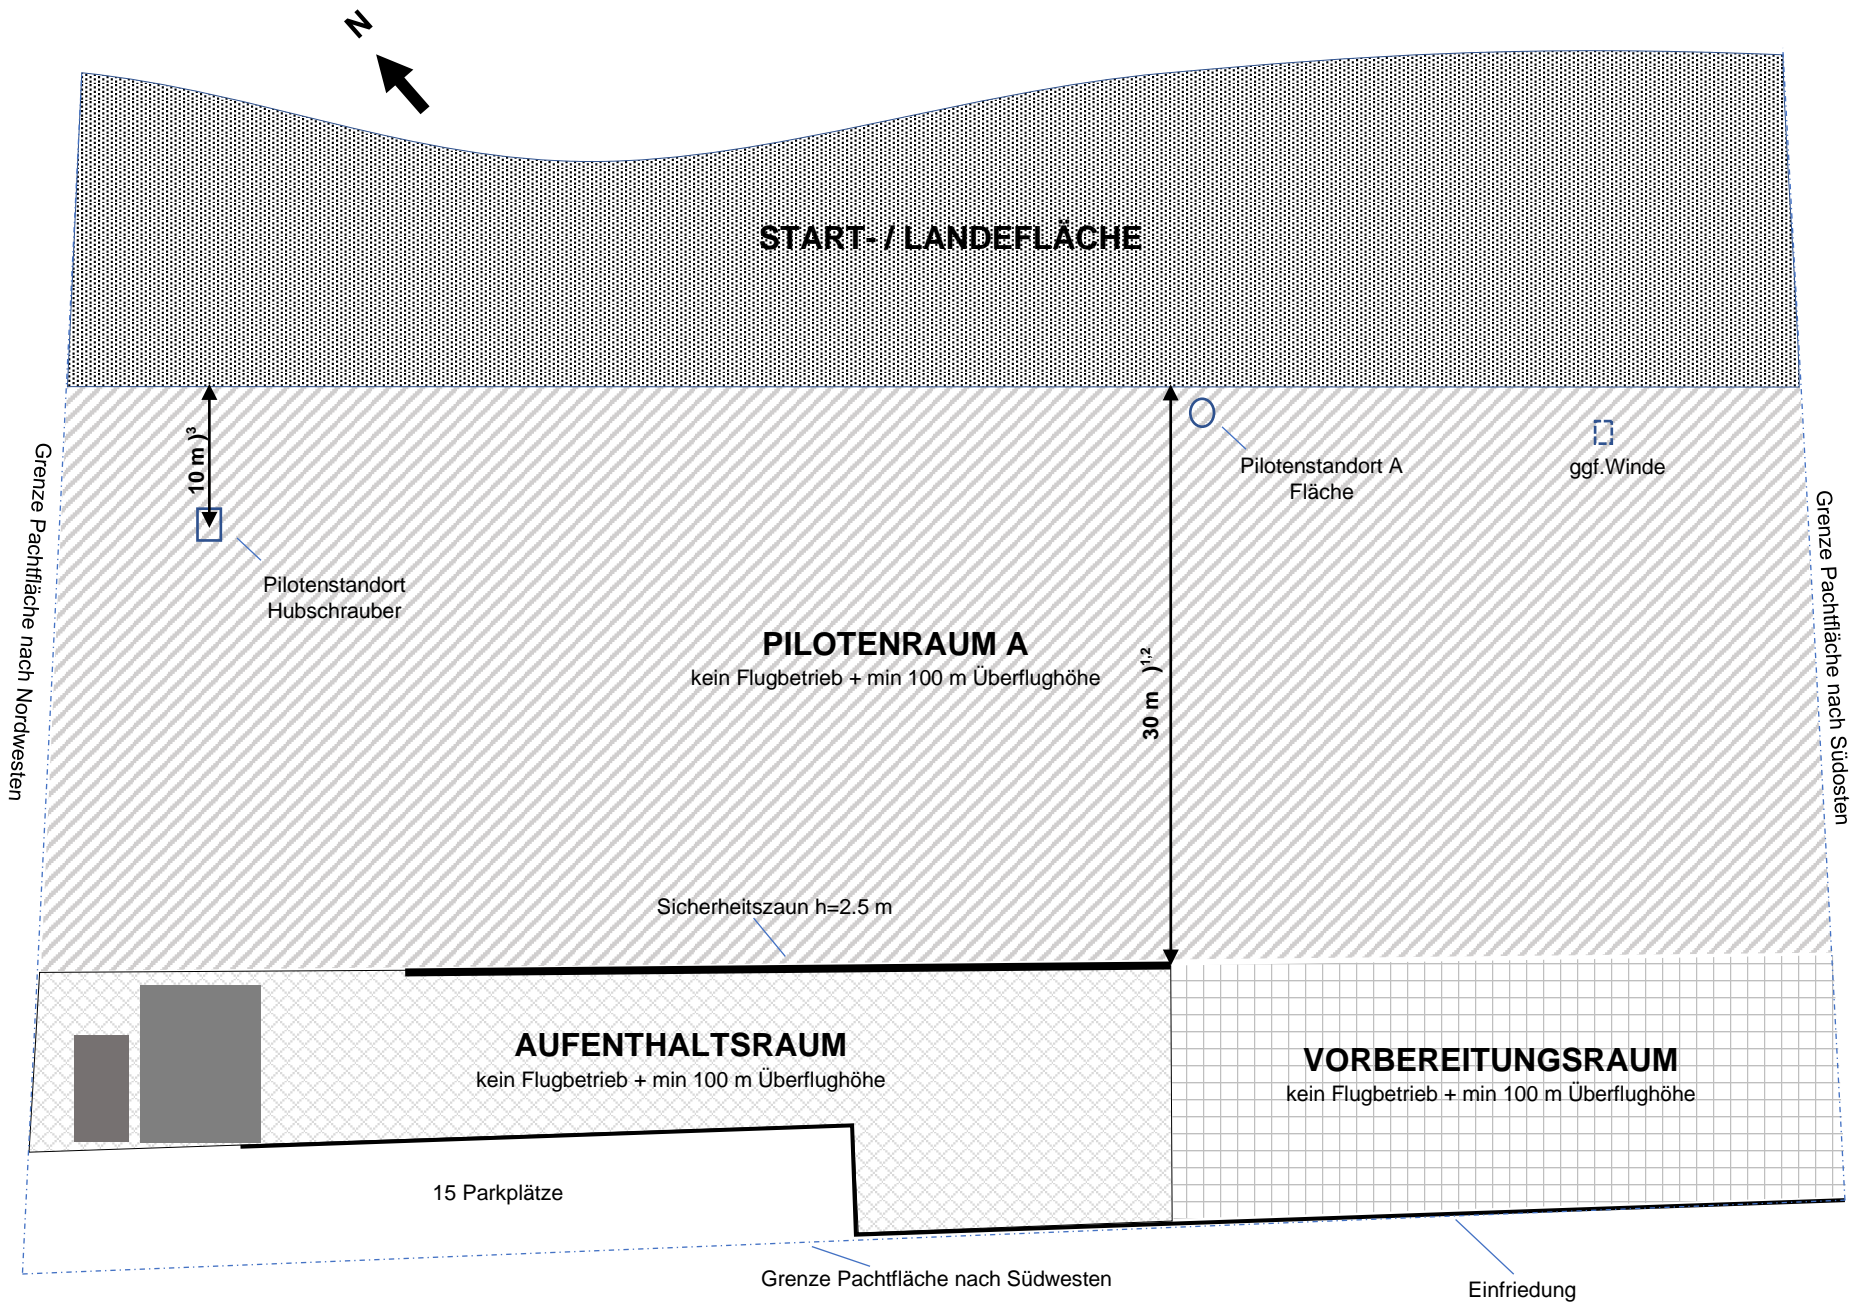 N
START- / LANDEFLÄCHE
10 m )³
Pilotenstandort A
Fläche
ggf.Winde
Grenze Pachtfläche nach Nordwesten
Grenze Pachtfläche nach Südosten
Pilotenstandort
Hubschrauber
PILOTENRAUM A
kein Flugbetrieb + min 100 m Überflughöhe
30 m )¹,²
Sicherheitszaun h=2.5 m
AUFENTHALTSRAUM
kein Flugbetrieb + min 100 m Überflughöhe
VORBEREITUNGSRAUM
kein Flugbetrieb + min 100 m Überflughöhe
15 Parkplätze
Grenze Pachtfläche nach Südwesten
Einfriedung